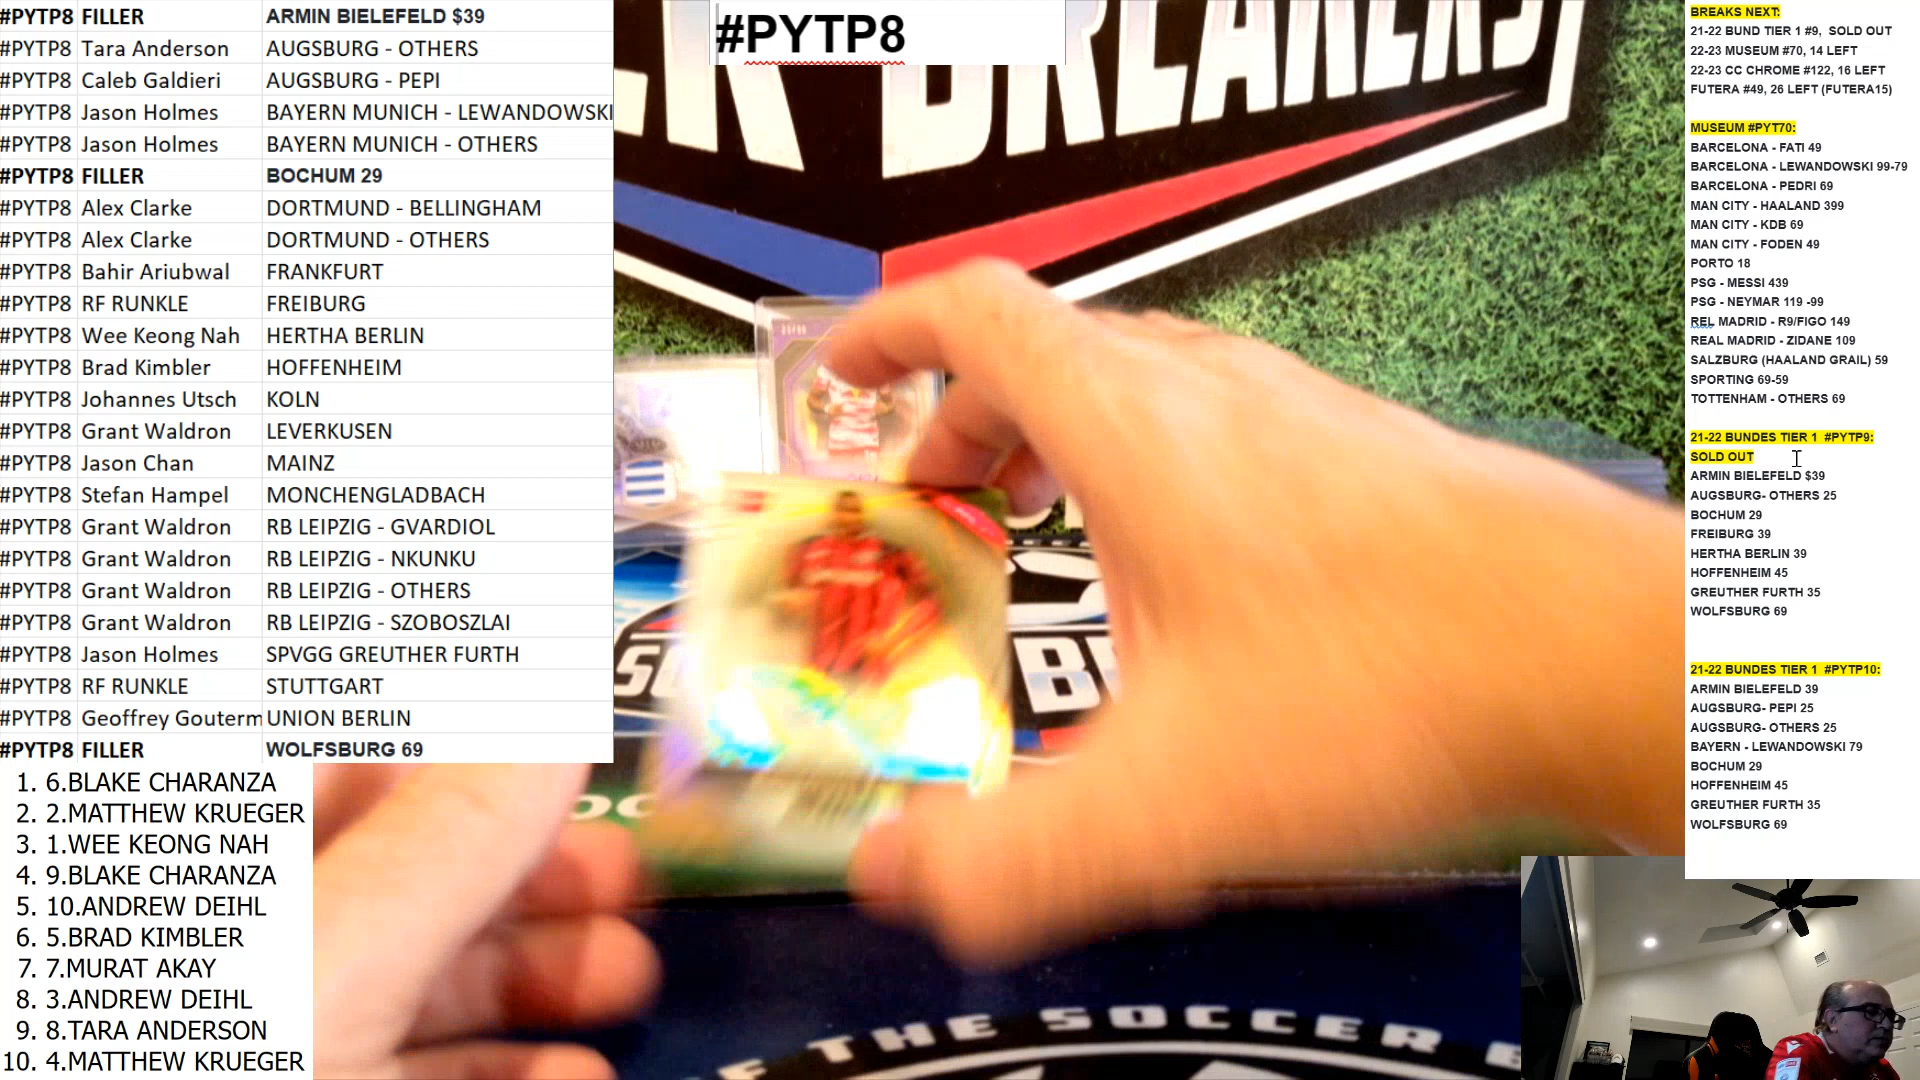 #PYTP8 FILLER ARMIN BIELEFELD $39
#PYTP8 Tara Anderson AUGSBURG - OTHERS
#PYTP8 Caleb Galdieri AUGSBURG - PEPI
#PYTP8 Jason Holmes BAYERN MUNICH - LEWANDOWSKI
#PYTP8 Jason Holmes BAYERN MUNICH - OTHERS
#PYTP8 FILLER BOCHUM 29
#PYTP8 Alex Clarke DORTMUND - BELLINGHAM
#PYTP8 Alex Clarke DORTMUND - OTHERS
#PYTP8 Bahir Ariubwal FRANKFURT
#PYTP8 RF RUNKLE FREIBURG
#PYTP8 Wee Keong Nah HERTHA BERLIN
#PYTP8 Brad Kimbler HOFFENHEIM
#PYTP8 Johannes Utsch KOLN
#PYTP8 Grant Waldron LEVERKUSEN
#PYTP8 Jason Chan MAINZ
#PYTP8 Stefan Hampel MONCHENGLADBACH
#PYTP8 Grant Waldron RB LEIPZIG - GVARDIOL
#PYTP8 Grant Waldron RB LEIPZIG - NKUNKU
#PYTP8 Grant Waldron RB LEIPZIG - OTHERS
#PYTP8 Grant Waldron RB LEIPZIG - SZOBOSZLAI
#PYTP8 Jason Holmes SPVGG GREUTHER FURTH
#PYTP8 RF RUNKLE STUTTGART
#PYTP8 Geoffrey Gouterm UNION BERLIN
#PYTP8 FILLER WOLFSBURG 69
1. 6.BLAKE CHARANZA
2. 2.MATTHEW KRUEGER
3. 1.WEE KEONG NAH
4. 9.BLAKE CHARANZA
5. 10.ANDREW DEIHL
6. 5.BRAD KIMBLER
7. 7.MURAT AKAY
8. 3.ANDREW DEIHL
9. 8.TARA ANDERSON
10. 4.MATTHEW KRUEGER
#PYTP8
BREAKERS
OF THE SOCCER B
BREAKS NEXT:
21-22 BUND TIER 1 #9, SOLD OUT
22-23 MUSEUM #70, 14 LEFT
22-23 CC CHROME #122, 16 LEFT
FUTERA #49, 26 LEFT (FUTERA15)
MUSEUM #PYT70:
BARCELONA - FATI 49
BARCELONA - LEWANDOWSKI 99-79
BARCELONA - PEDRI 69
MAN CITY - HAALAND 399
MAN CITY - KDB 69
MAN CITY - FODEN 49
PORTO 18
PSG - MESSI 439
PSG - NEYMAR 119 -99
REL MADRID - R9/FIGO 149
REAL MADRID - ZIDANE 109
SALZBURG (HAALAND GRAIL) 59
SPORTING 69-59
TOTTENHAM - OTHERS 69
21-22 BUNDES TIER 1 #PYTP9:
SOLD OUT
ARMIN BIELEFELD $39
AUGSBURG- OTHERS 25
BOCHUM 29
FREIBURG 39
HERTHA BERLIN 39
HOFFENHEIM 45
GREUTHER FURTH 35
WOLFSBURG 69
21-22 BUNDES TIER 1 #PYTP10:
ARMIN BIELEFELD 39
AUGSBURG- PEPI 25
AUGSBURG- OTHERS 25
BAYERN - LEWANDOWSKI 79
BOCHUM 29
HOFFENHEIM 45
GREUTHER FURTH 35
WOLFSBURG 69